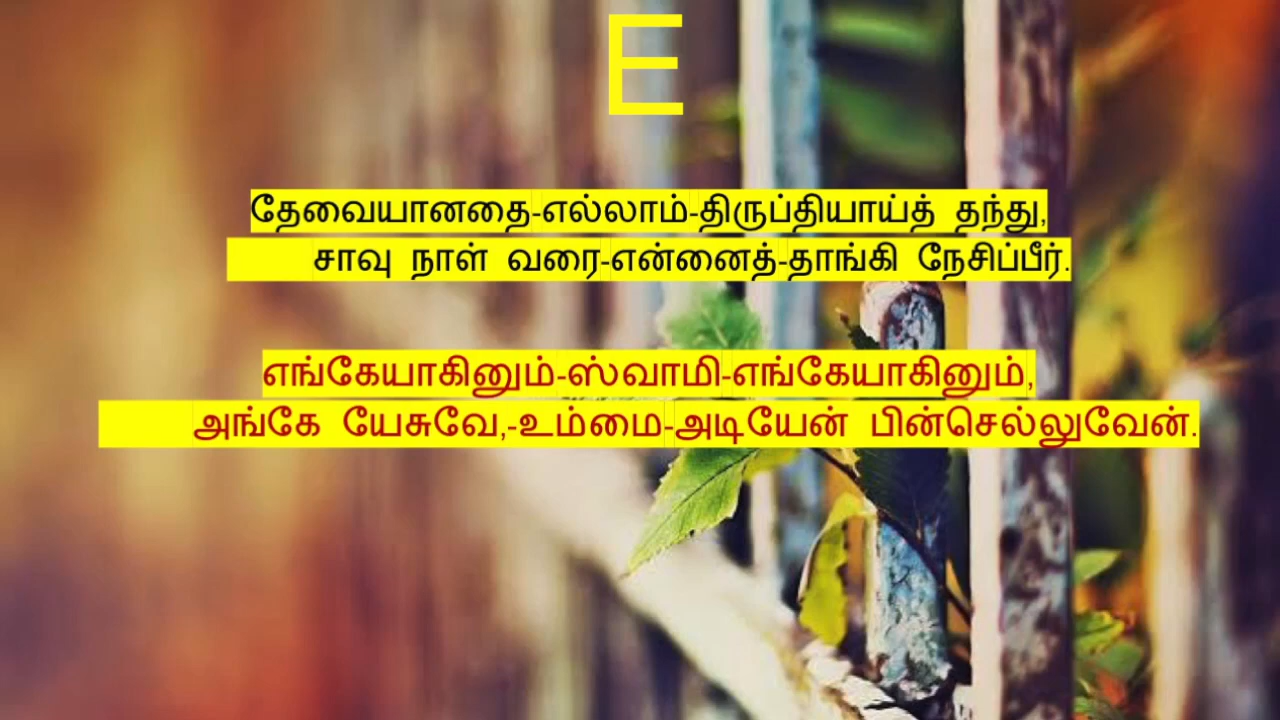 E
தேவையானதை-எல்லாம்-திருப்தியாய்த் தந்து,
சாவு நாள் வரை-என்னைத்-தாங்கி நேசிப்பீர்.
எங்கேயாகினும்-ஸ்வாமி-எங்கேயாகினும்,
அங்கே யேசுவே,-உம்மை-அடியேன் பின்செல்லுவேன்.